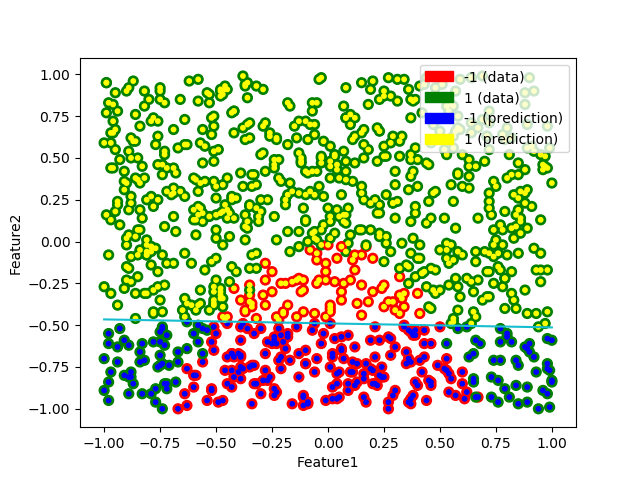 1.00
0.75
0.50
0.25
0.00
−0.25
−0.50
−0.75
−1.00
Feature2
-1 (data)
1 (data)
-1 (prediction)
1 (prediction)
−1.00 −0.75 −0.50 −0.25 0.00 0.25 0.50 0.75 1.00
Feature1